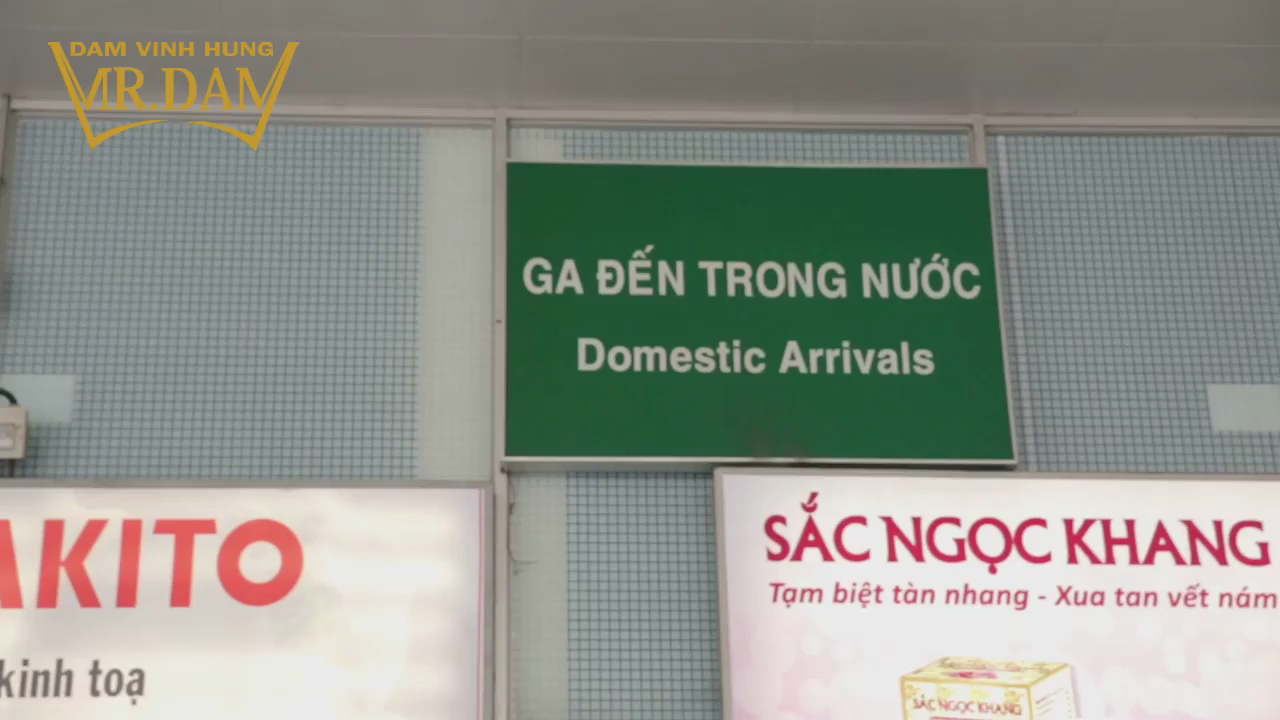 DAM VINH HUNG
MR.DAM
GA ĐẾN TRONG NƯỚC
Domestic Arrivals
AKITO
kinh toạ
SẮC NGỌC KHANG
Tạm biệt tàn nhang - Xua tan vết nám
SẮC NGỌC KHANG